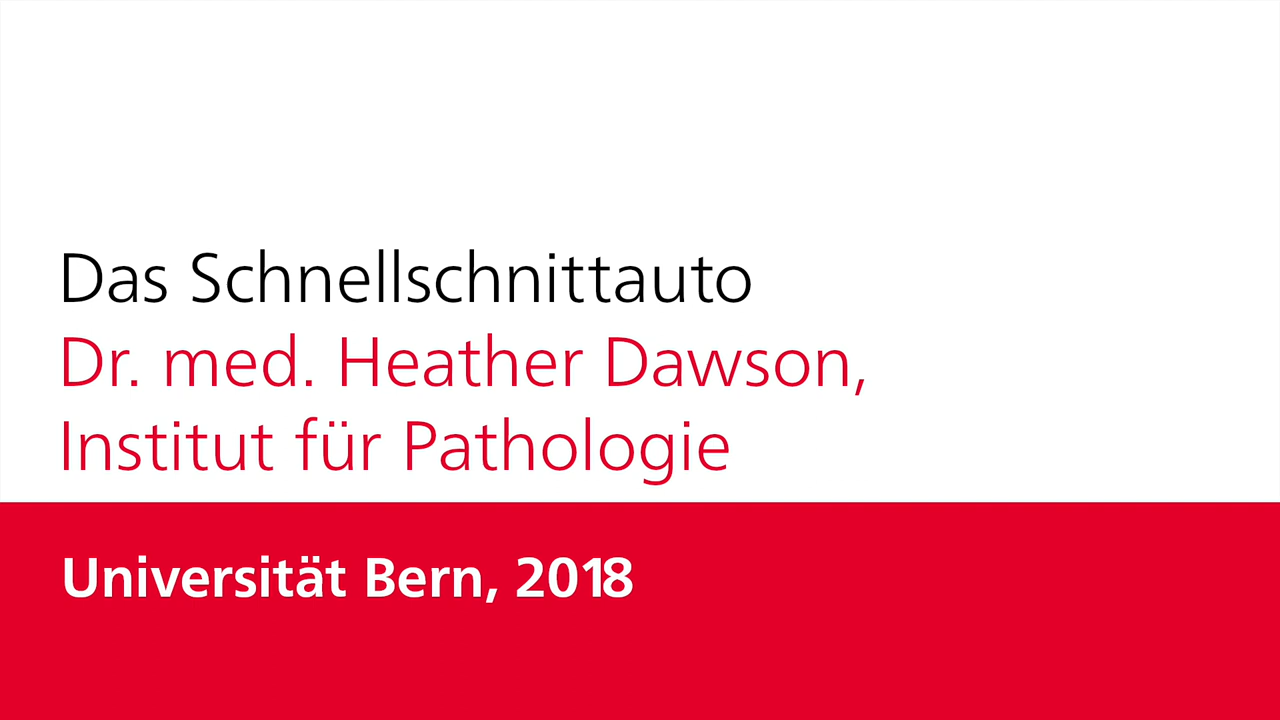 Das Schnellschnittauto
Dr. med. Heather Dawson,
Institut für Pathologie
Universität Bern, 2018